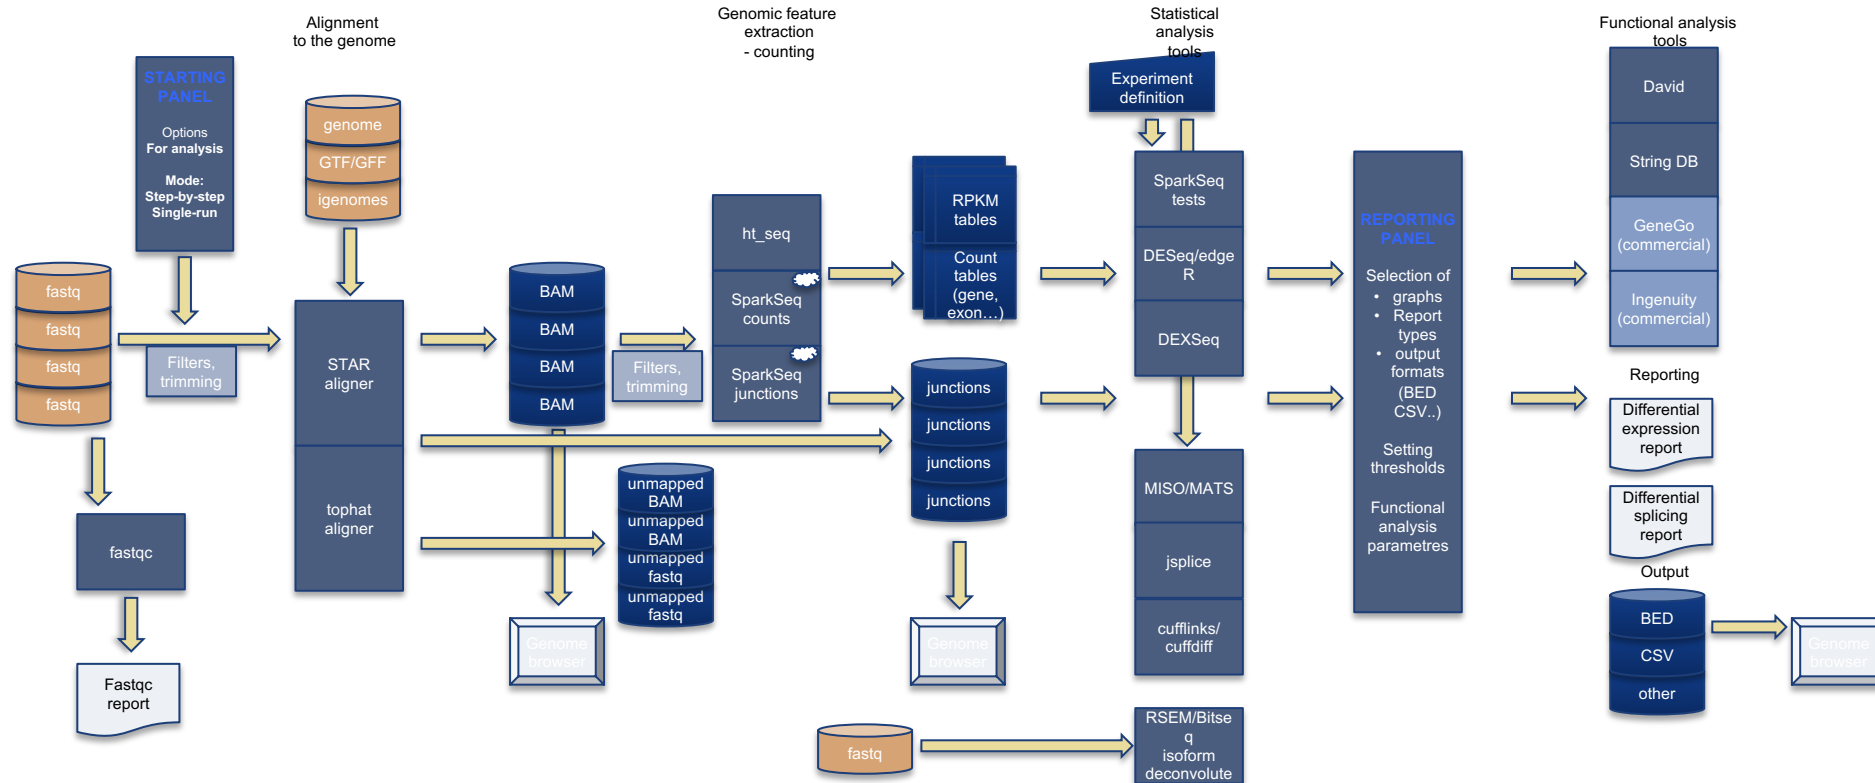 Alignment
to the genome
Genomic feature
extraction
- counting
Statistical
analysis
tools
Functional analysis
tools
STARTING
PANEL
Options
For analysis
Mode:
Step-by-step
Single-run
genome
GTF/GFF
igenomes
fastq
fastq
fastq
fastq
Filters,
trimming
fastqc
Fastqc
report
STAR
aligner
tophat
aligner
BAM
BAM
BAM
BAM
Filters,
trimming
unmapped
BAM
unmapped
BAM
unmapped
fastq
unmapped
fastq
Genome
browser
ht_seq
SparkSeq
counts
SparkSeq
junctions
RPKM
tables
Count
tables
(gene,
exon…)
junctions
junctions
junctions
junctions
Genome
browser
fastq
Experiment
definition
SparkSeq
tests
DESeq/edge
R
DEXSeq
MISO/MATS
jsplice
cufflinks/
cuffdiff
RSEM/Bitse
q
isoform
deconvolute
REPORTING
PANEL
Selection of
• graphs
• Report
types
• output
formats
(BED
CSV..)
Setting
thresholds
Functional
analysis
parametres
David
String DB
GeneGo
(commercial)
Ingenuity
(commercial)
Reporting
Differential
expression
report
Differential
splicing
report
Output
BED
CSV
other
Genome
browser